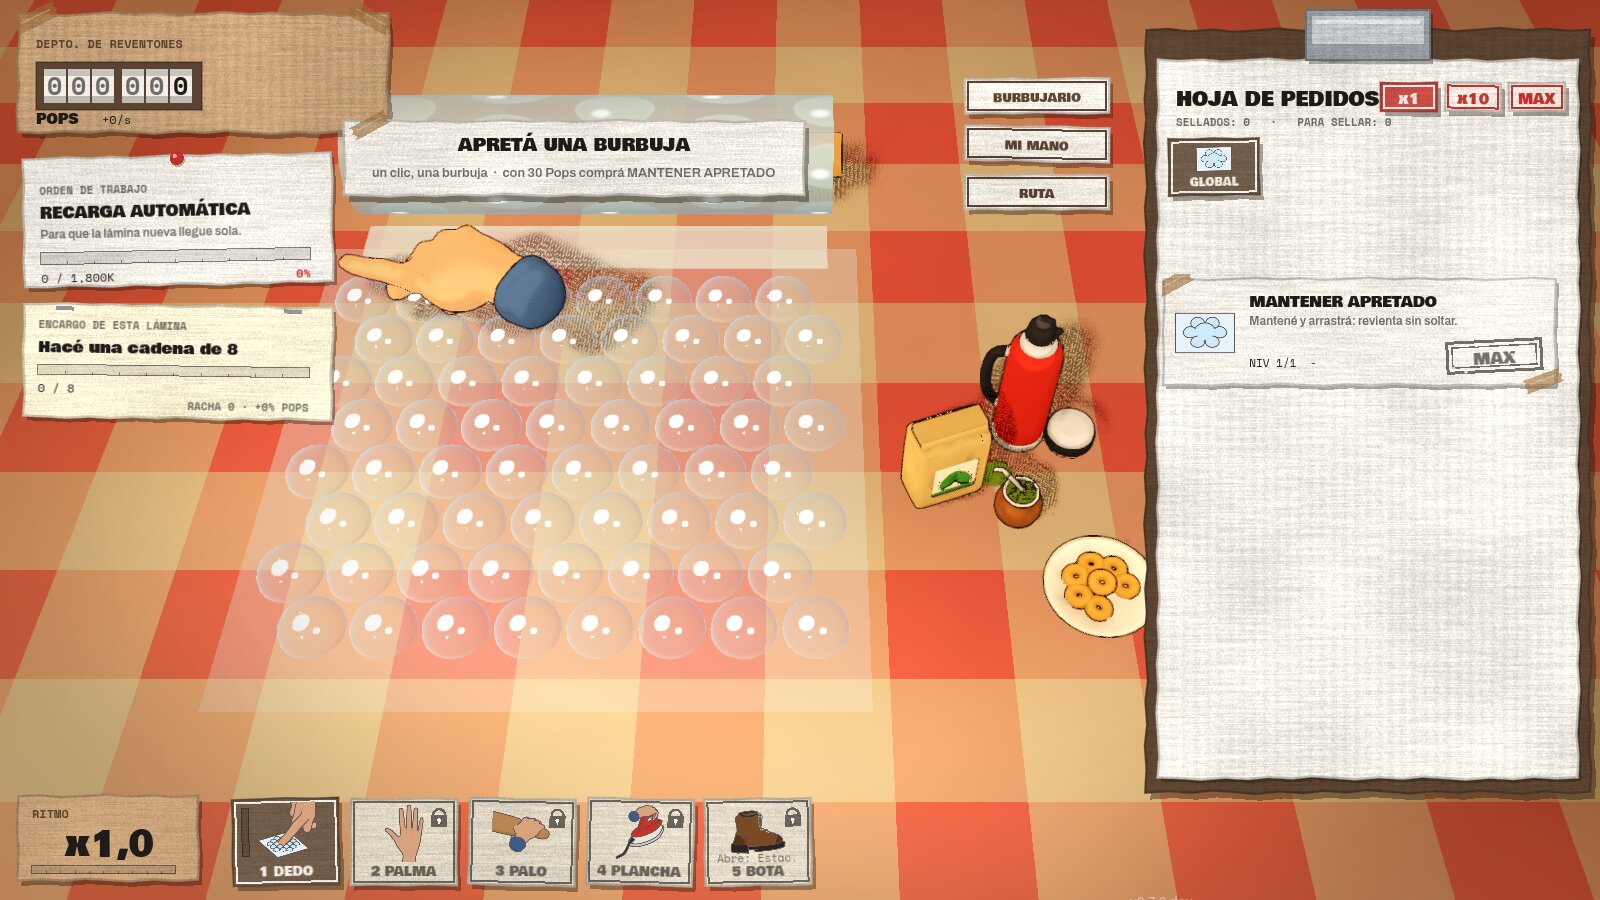 DEPTO. DE REVENTONES
000 000
POPS +0/s
ORDEN DE TRABAJO
RECARGA AUTOMÁTICA
Para que la lámina nueva llegue sola.
0 / 1.800K 0%
ENCARGO DE ESTA LÁMINA
Hacé una cadena de 8
0 / 8
RACHA 0 · +0% POPS
APRETÁ UNA BURBUJA
un clic, una burbuja · con 30 Pops comprá MANTENER APRETADO
BURBUJARIO
MI MANO
RUTA
HOJA DE PEDIDOS x1 x10 MAX
SELLADOS: 0 · PARA SELLAR: 0
GLOBAL
MANTENER APRETADO
Mantené y arrastrá: revienta sin soltar.
NIV 1/1 -
MAX
RITMO
x1,0
1 DEDO
2 PALMA
3 PALO
4 PLANCHA
Abre: Estac.
5 BOTA